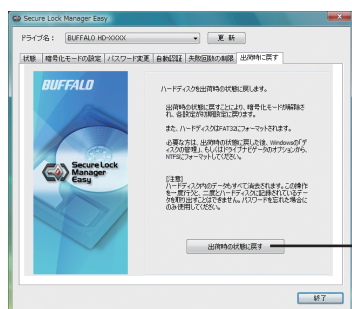 Secure Lock Manager Easy
ドライブ名： BUFFALO HD-XXXX 更 新
状態 暗号化モードの設定 パスワード変更 自動認証 失敗回数の制限 出荷時に戻す
BUFFALO
Secure Lock
Manager
Easy
ハードディスクを出荷時の状態に戻します。
出荷時の状態に戻すことにより、暗号化モードが解除さ
れ、各設定が初期設定に戻ります。
また、ハードディスクはFAT32にフォーマットされます。
必要な方は、出荷時の状態に戻した後、Windowsの「デ
ィスクの管理」、もしくはドライブナビゲータのオプションから、
NTFSにフォーマットしてください。
[注意]
ハードディスク内のデータもすべて消去されます。この操作
を一度行うと、二度とハードディスクに記録されているデー
タを取り出すことはできません。パスワードを忘れた場合に
のみ使用してください。
出荷時の状態に戻す
終了